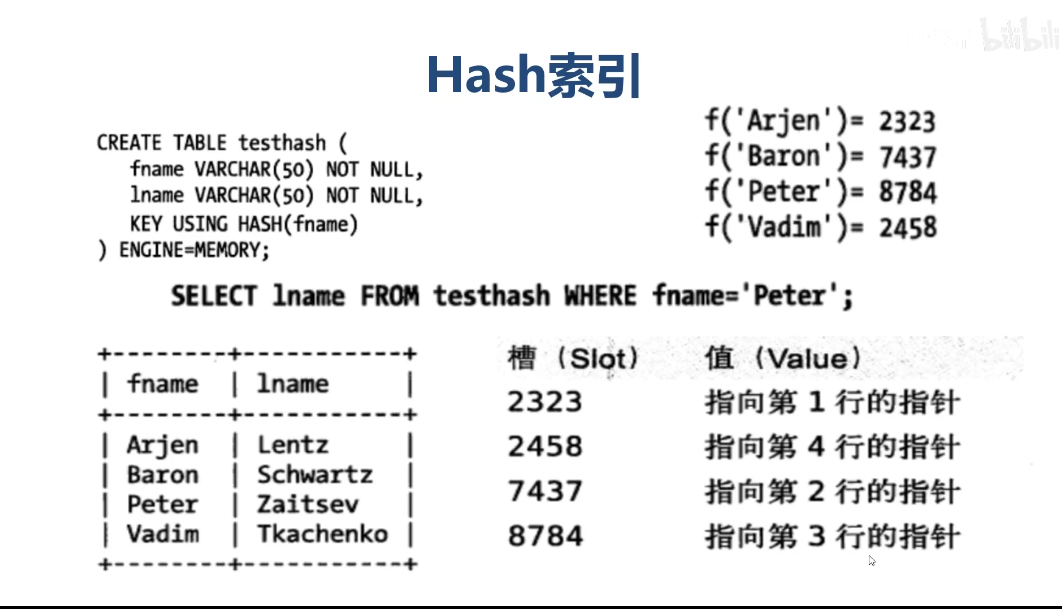 bilibili
Hash索引
CREATE TABLE testhash (
fname VARCHAR(50) NOT NULL,
lname VARCHAR(50) NOT NULL,
KEY USING HASH(fname)
) ENGINE=MEMORY;
f('Arjen')= 2323
f('Baron')= 7437
f('Peter')= 8784
f('Vadim')= 2458
SELECT lname FROM testhash WHERE fname='Peter';
+--------+-----------+
| fname | lname |
+--------+-----------+
| Arjen | Lentz |
| Baron | Schwartz |
| Peter | Zaitsev |
| Vadim | Tkachenko |
+--------+-----------+
槽（Slot） 值（Value）
2323 指向第 1 行的指针
2458 指向第 4 行的指针
7437 指向第 2 行的指针
8784 指向第 3 行的指针